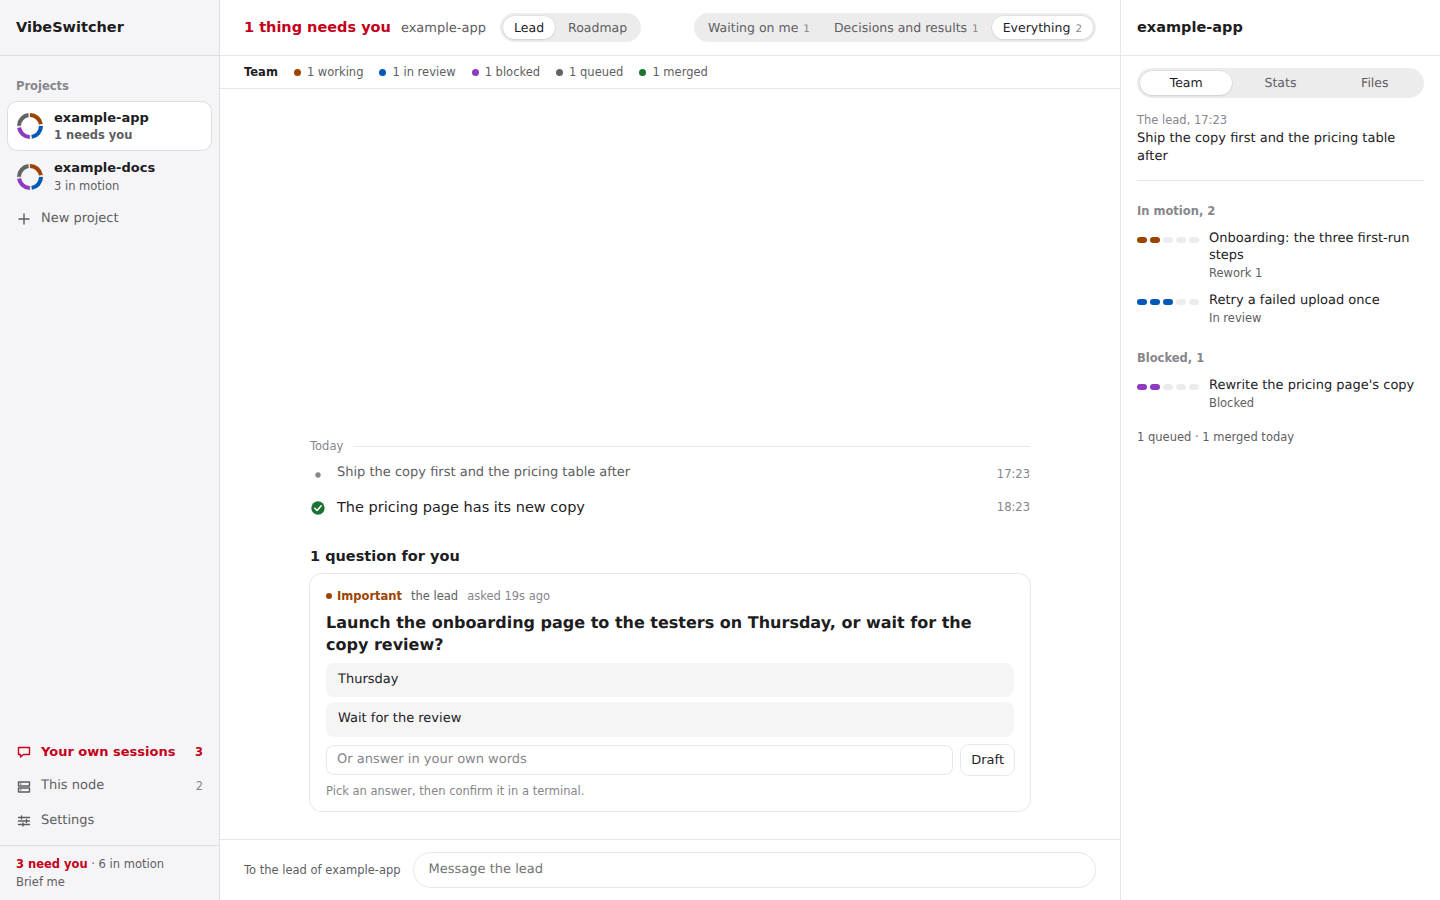 VibeSwitcher
Projects
example-app
1 needs you
example-docs
3 in motion
New project
Your own sessions 3
This node 2
Settings
3 need you · 6 in motion
Brief me
1 thing needs you example-app Lead Roadmap Waiting on me 1 Decisions and results 1 Everything 2
Team 1 working 1 in review 1 blocked 1 queued 1 merged
Today
Ship the copy first and the pricing table after 17:23
The pricing page has its new copy 18:23
1 question for you
Important the lead asked 19s ago
Launch the onboarding page to the testers on Thursday, or wait for the
copy review?
Thursday
Wait for the review
Or answer in your own words Draft
Pick an answer, then confirm it in a terminal.
To the lead of example-app Message the lead
example-app
Team Stats Files
The lead, 17:23
Ship the copy first and the pricing table
after
In motion, 2
Onboarding: the three first-run
steps
Rework 1
Retry a failed upload once
In review
Blocked, 1
Rewrite the pricing page's copy
Blocked
1 queued · 1 merged today